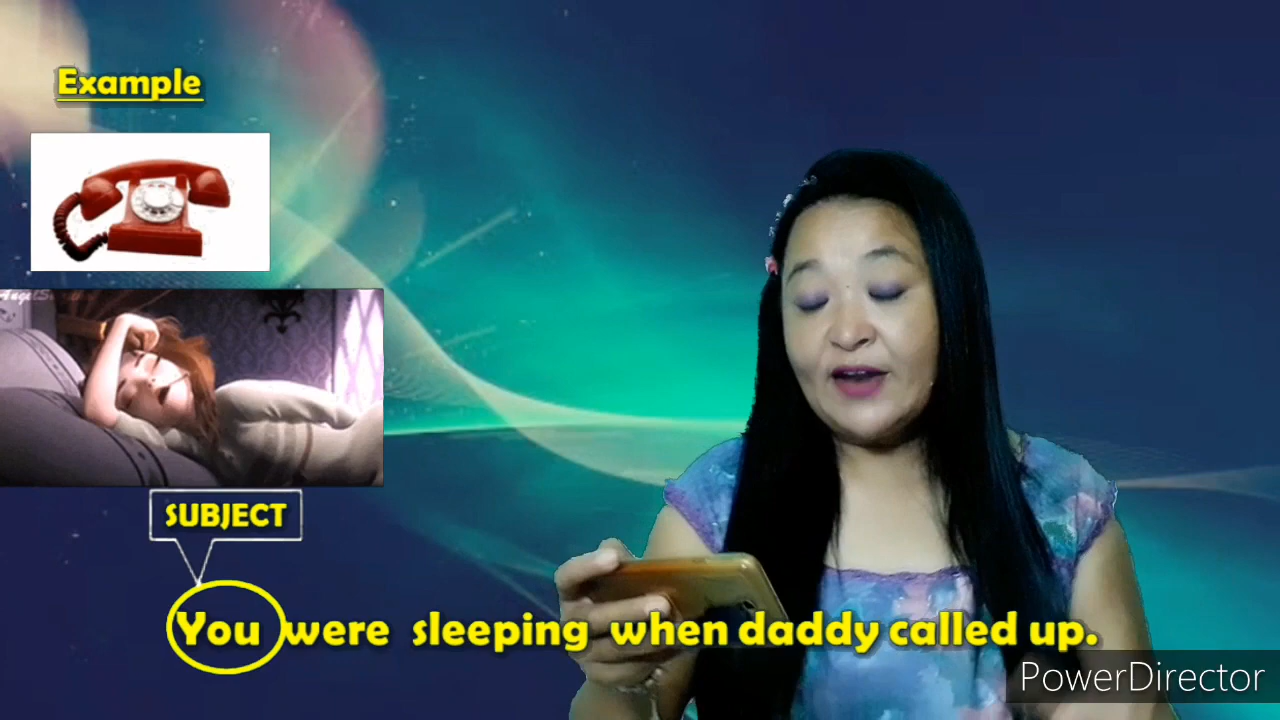 Example
SUBJECT
You were sleeping when daddy called up.
PowerDirector